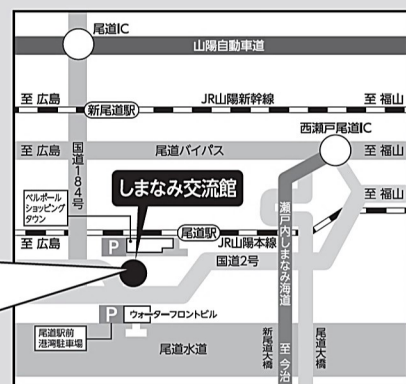 尾道IC
山陽自動車道
至 広島
JR山陽新幹線
至 福山
新尾道駅
西瀬戸尾道IC
至 広島
国道184号
尾道バイパス
至 福山
しまなみ交流館
ベルポール
ショッピング
タウン
至 福山
瀬戸内しまなみ海道
至 広島
P
尾道駅
JR山陽本線
国道2号
P
ウォーターフロントビル
尾道駅前
港湾駐車場
尾道水道
新尾道大橋
至 今治
尾道大橋